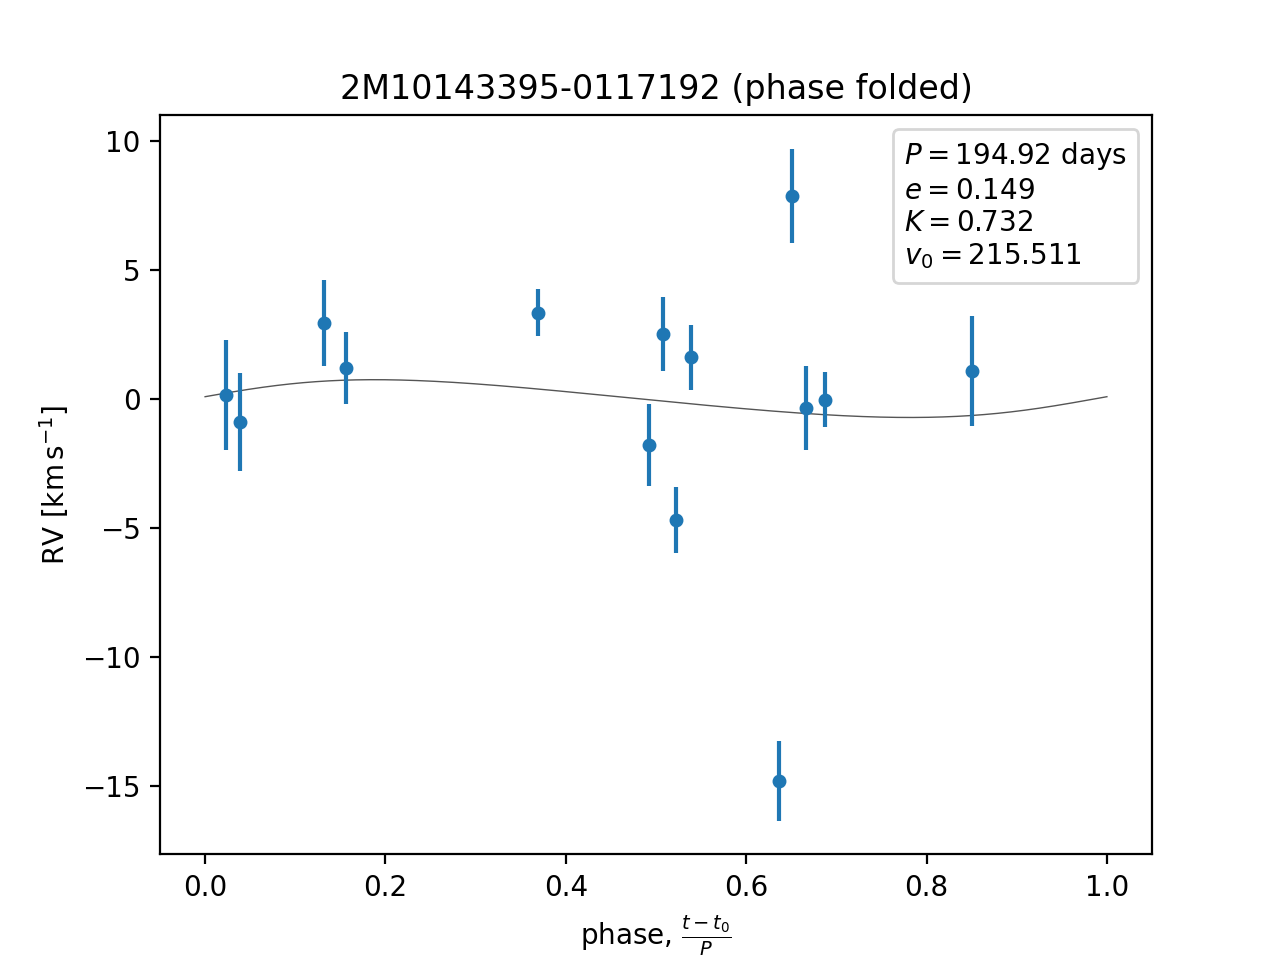 2M10143395-0117192 (phase folded)
P = 194.92 days
e = 0.149
K = 0.732
v₀ = 215.511
10
5
0
−5
−10
−15
RV [km s⁻¹]
0.0 0.2 0.4 0.6 0.8 1.0
phase, (t − t₀)/P